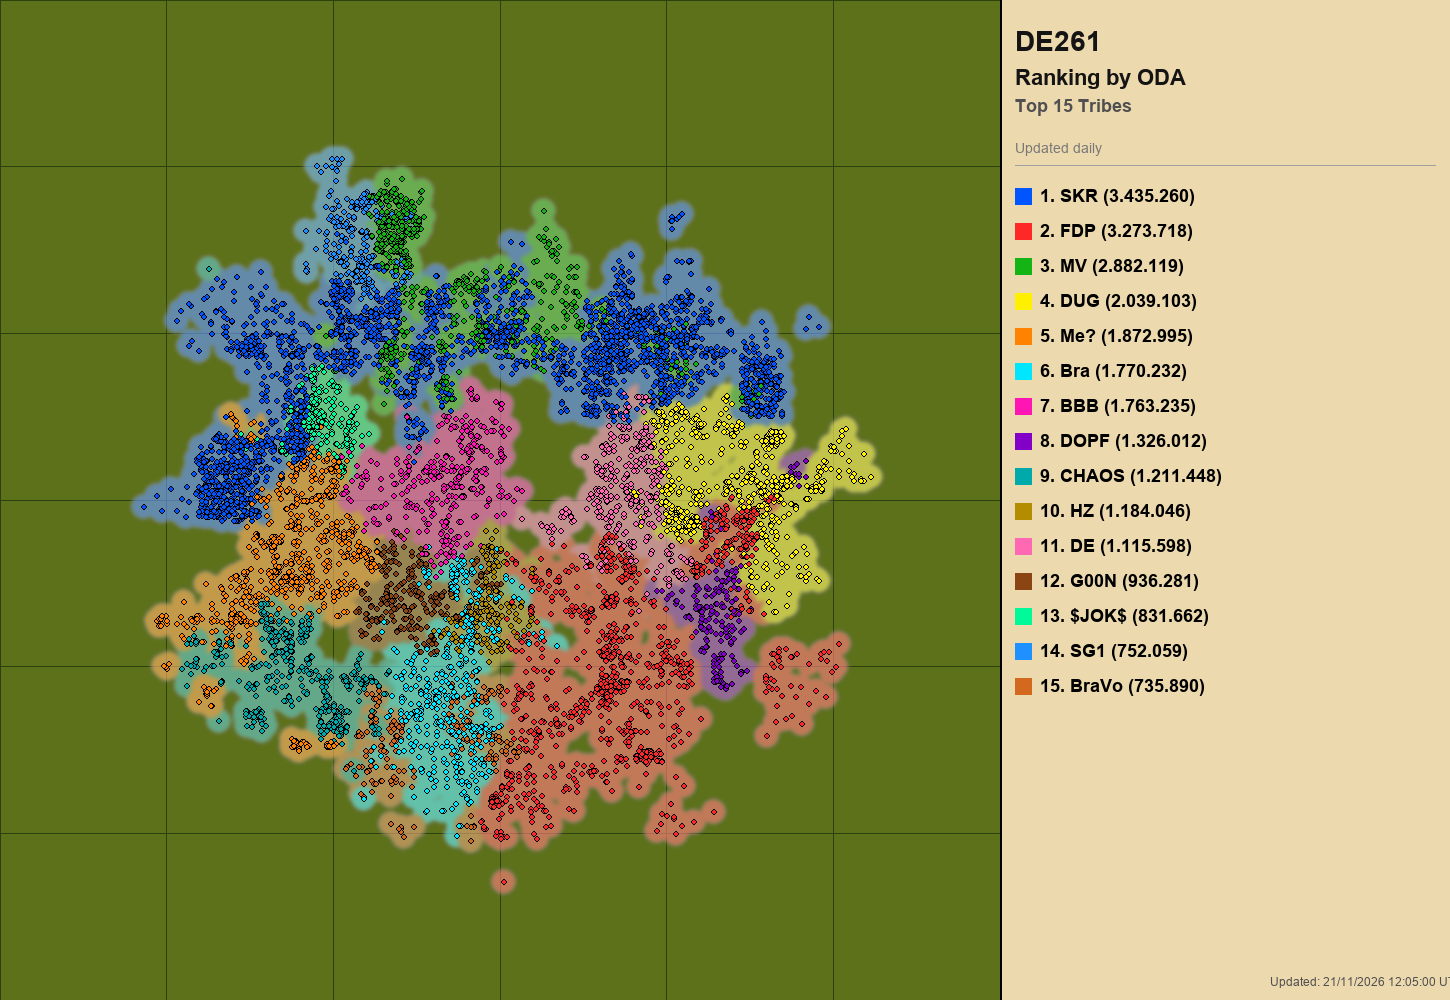 DE261
Ranking by ODA
Top 15 Tribes
Updated daily
1. SKR (3.435.260)
2. FDP (3.273.718)
3. MV (2.882.119)
4. DUG (2.039.103)
5. Me? (1.872.995)
6. Bra (1.770.232)
7. BBB (1.763.235)
8. DOPF (1.326.012)
9. CHAOS (1.211.448)
10. HZ (1.184.046)
11. DE (1.115.598)
12. G00N (936.281)
13. $JOK$ (831.662)
14. SG1 (752.059)
15. BraVo (735.890)
Updated: 21/11/2026 12:05:00 U